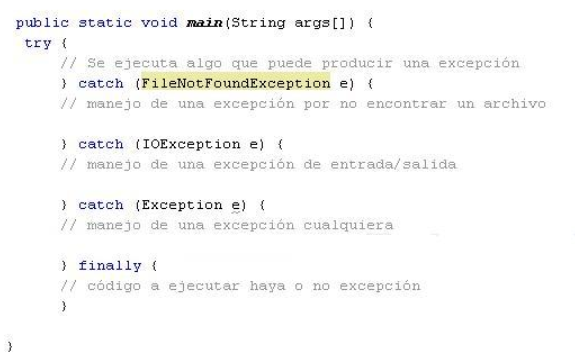 public static void main(String args[]) {
try {
// Se ejecuta algo que puede producir una excepción
} catch (FileNotFoundException e) {
// manejo de una excepción por no encontrar un archivo
} catch (IOException e) {
// manejo de una excepción de entrada/salida
} catch (Exception e) {
// manejo de una excepción cualquiera
} finally {
// código a ejecutar haya o no excepción
}
}